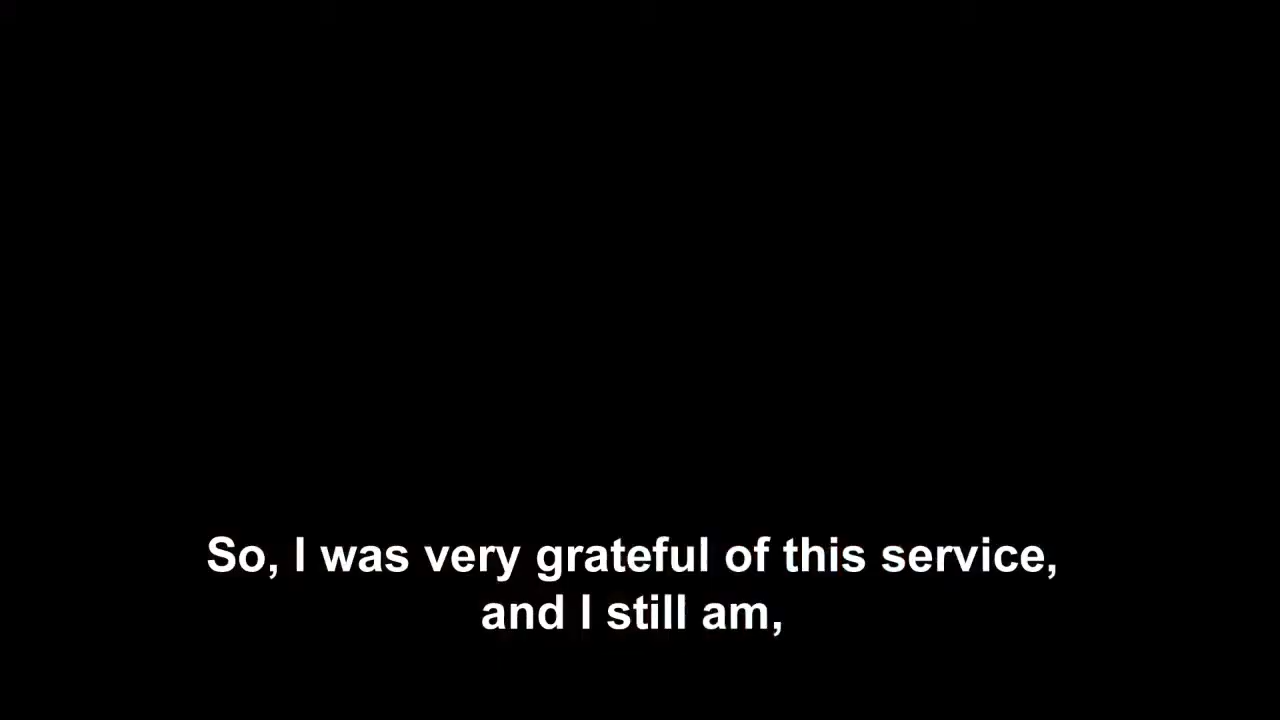 So, I was very grateful of this service,
and I still am,